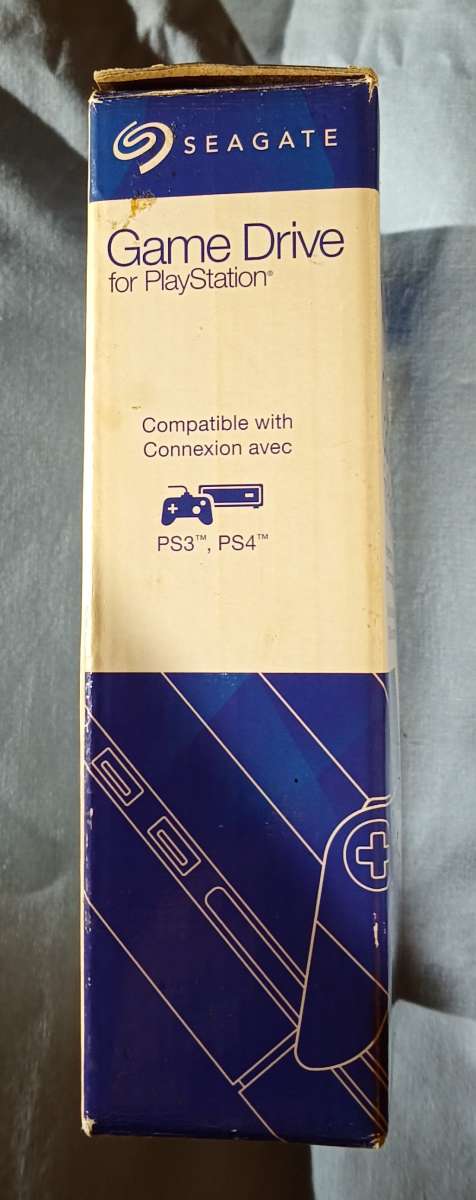 SEAGATE
Game Drive
for PlayStation®
Compatible with
Connexion avec
PS3™, PS4™